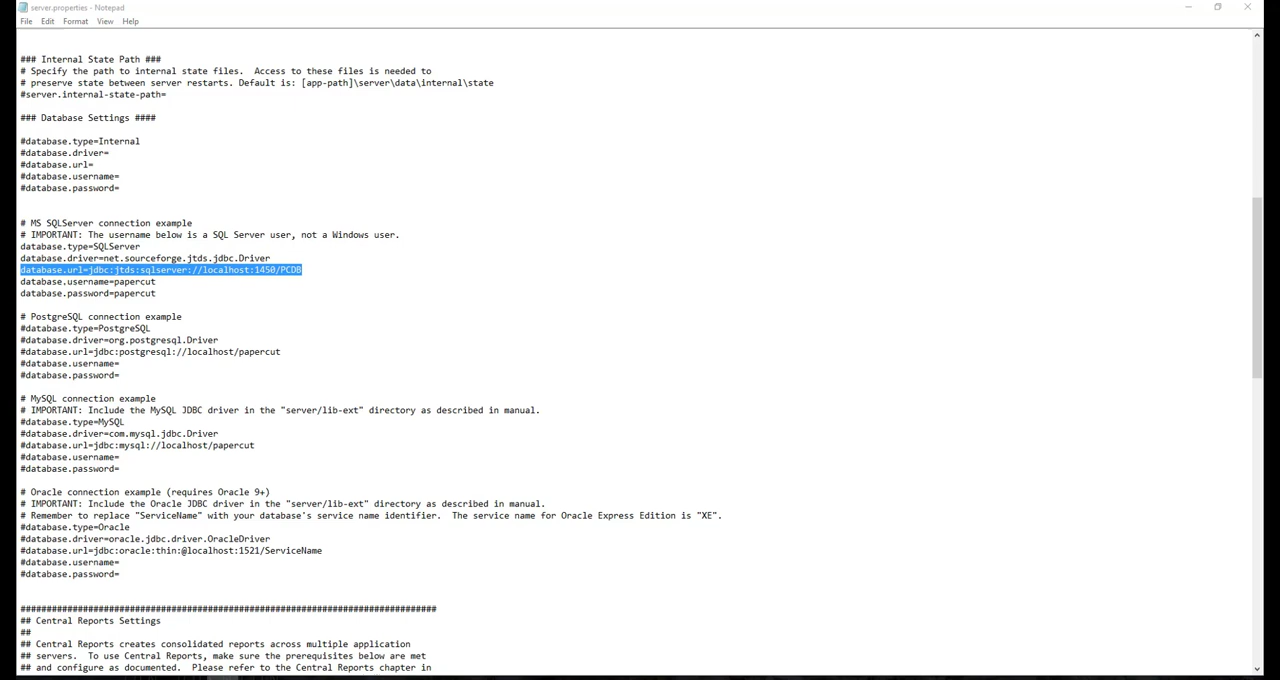 server.properties - Notepad
File Edit Format View Help
### Internal State Path ###
# Specify the path to internal state files.  Access to these files is needed to
# preserve state between server restarts. Default is: [app-path]\server\data\internal\state
#server.internal-state-path=
### Database Settings ####
#database.type=Internal
#database.driver=
#database.url=
#database.username=
#database.password=
# MS SQLServer connection example
# IMPORTANT: The username below is a SQL Server user, not a Windows user.
database.type=SQLServer
database.driver=net.sourceforge.jtds.jdbc.Driver
database.url=jdbc:jtds:sqlserver://localhost:1450/PCDB
database.username=papercut
database.password=papercut
# PostgreSQL connection example
#database.type=PostgreSQL
#database.driver=org.postgresql.Driver
#database.url=jdbc:postgresql://localhost/papercut
#database.username=
#database.password=
# MySQL connection example
# IMPORTANT: Include the MySQL JDBC driver in the "server/lib-ext" directory as described in manual.
#database.type=MySQL
#database.driver=com.mysql.jdbc.Driver
#database.url=jdbc:mysql://localhost/papercut
#database.username=
#database.password=
# Oracle connection example (requires Oracle 9+)
# IMPORTANT: Include the Oracle JDBC driver in the "server/lib-ext" directory as described in manual.
# Remember to replace "ServiceName" with your database's service name identifier.  The service name for Oracle Express Edition is "XE".
#database.type=Oracle
#database.driver=oracle.jdbc.driver.OracleDriver
#database.url=jdbc:oracle:thin:@localhost:1521/ServiceName
#database.username=
#database.password=
################################################################################
## Central Reports Settings
##
## Central Reports creates consolidated reports across multiple application
## servers.  To use Central Reports, make sure the prerequisites below are met
## and configure as documented.  Please refer to the Central Reports chapter in